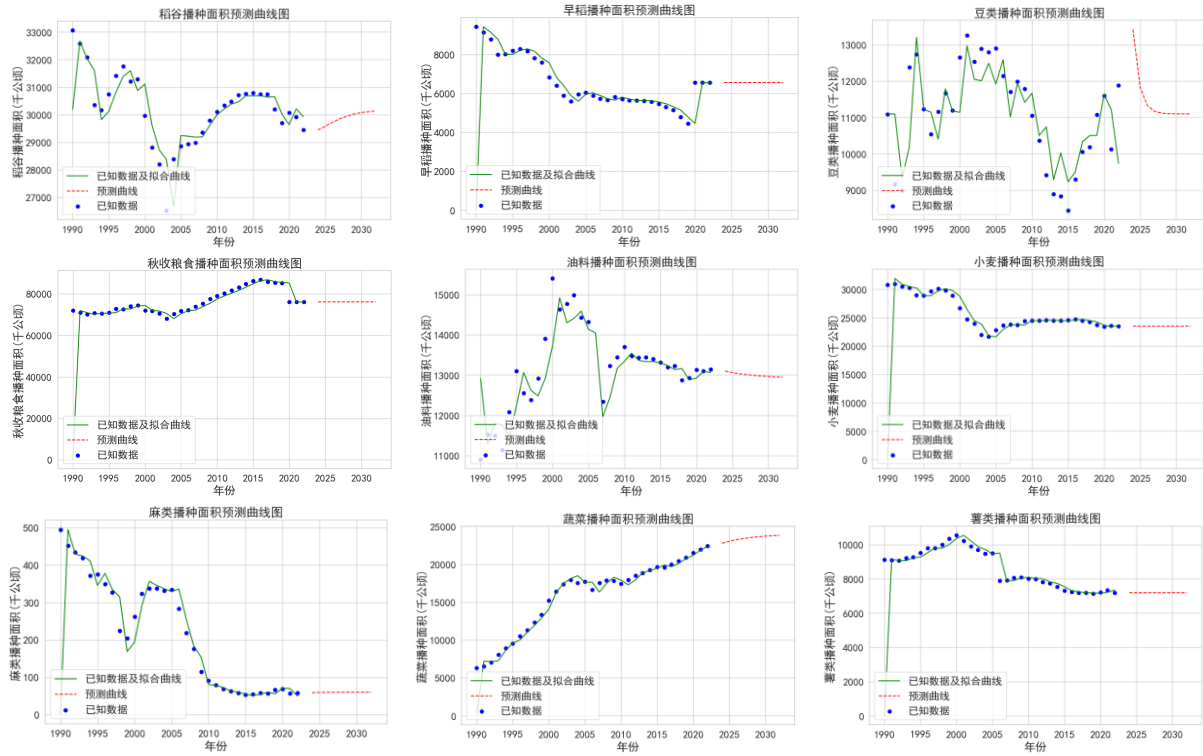 稻谷播种面积预测曲线图
稻谷播种面积(千公顷)
33000
32000
31000
30000
29000
28000
27000
已知数据及拟合曲线
预测曲线
已知数据
1990 1995 2000 2005 2010 2015 2020 2025 2030
年份
早稻播种面积预测曲线图
早稻播种面积(千公顷)
8000
6000
4000
2000
0
已知数据及拟合曲线
预测曲线
已知数据
1990 1995 2000 2005 2010 2015 2020 2025 2030
年份
豆类播种面积预测曲线图
豆类播种面积(千公顷)
13000
12000
11000
10000
9000
已知数据及拟合曲线
预测曲线
已知数据
1990 1995 2000 2005 2010 2015 2020 2025 2030
年份
秋收粮食播种面积预测曲线图
秋收粮食播种面积(千公顷)
80000
60000
40000
20000
0
已知数据及拟合曲线
预测曲线
已知数据
1990 1995 2000 2005 2010 2015 2020 2025 2030
年份
油料播种面积预测曲线图
油料播种面积(千公顷)
15000
14000
13000
12000
11000
已知数据及拟合曲线
预测曲线
已知数据
1990 1995 2000 2005 2010 2015 2020 2025 2030
年份
小麦播种面积预测曲线图
小麦播种面积(千公顷)
30000
25000
20000
15000
10000
5000
0
已知数据及拟合曲线
预测曲线
已知数据
1990 1995 2000 2005 2010 2015 2020 2025 2030
年份
麻类播种面积预测曲线图
麻类播种面积(千公顷)
500
400
300
200
100
0
已知数据及拟合曲线
预测曲线
已知数据
1990 1995 2000 2005 2010 2015 2020 2025 2030
年份
蔬菜播种面积预测曲线图
蔬菜播种面积(千公顷)
25000
20000
15000
10000
5000
0
已知数据及拟合曲线
预测曲线
已知数据
1990 1995 2000 2005 2010 2015 2020 2025 2030
年份
薯类播种面积预测曲线图
薯类播种面积(千公顷)
10000
8000
6000
4000
2000
0
已知数据及拟合曲线
预测曲线
已知数据
1990 1995 2000 2005 2010 2015 2020 2025 2030
年份